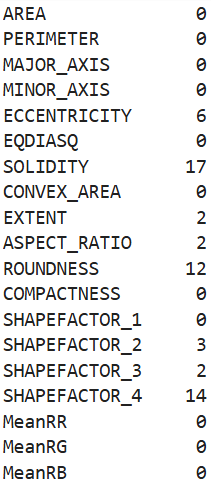 AREA 0
PERIMETER 0
MAJOR_AXIS 0
MINOR_AXIS 0
ECCENTRICITY 6
EQDIASQ 0
SOLIDITY 17
CONVEX_AREA 0
EXTENT 2
ASPECT_RATIO 2
ROUNDNESS 12
COMPACTNESS 0
SHAPEFACTOR_1 0
SHAPEFACTOR_2 3
SHAPEFACTOR_3 2
SHAPEFACTOR_4 14
MeanRR 0
MeanRG 0
MeanRB 0